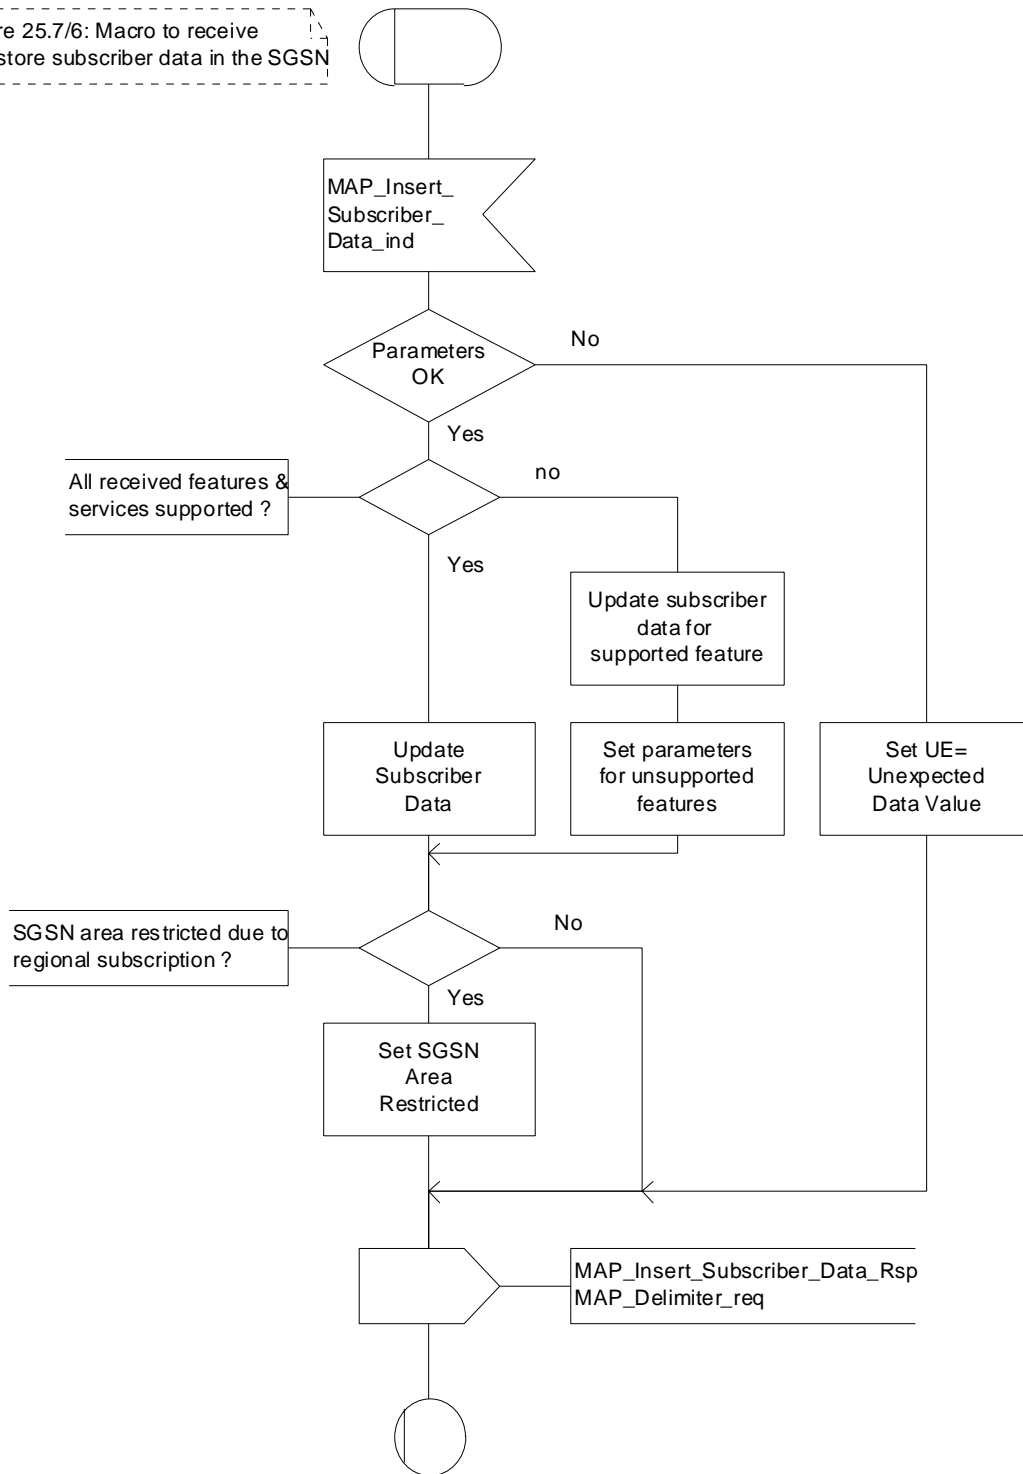 re 25.7/6: Macro to receive
store subscriber data in the SGSN
MAP_Insert_
Subscriber_
Data_ind
Parameters
OK
No
Yes
All received features &
services supported ?
no
Yes
Update subscriber
data for
supported feature
Update
Subscriber
Data
Set parameters
for unsupported
features
Set UE=
Unexpected
Data Value
SGSN area restricted due to
regional subscription ?
No
Yes
Set SGSN
Area
Restricted
MAP_Insert_Subscriber_Data_Rsp
MAP_Delimiter_req